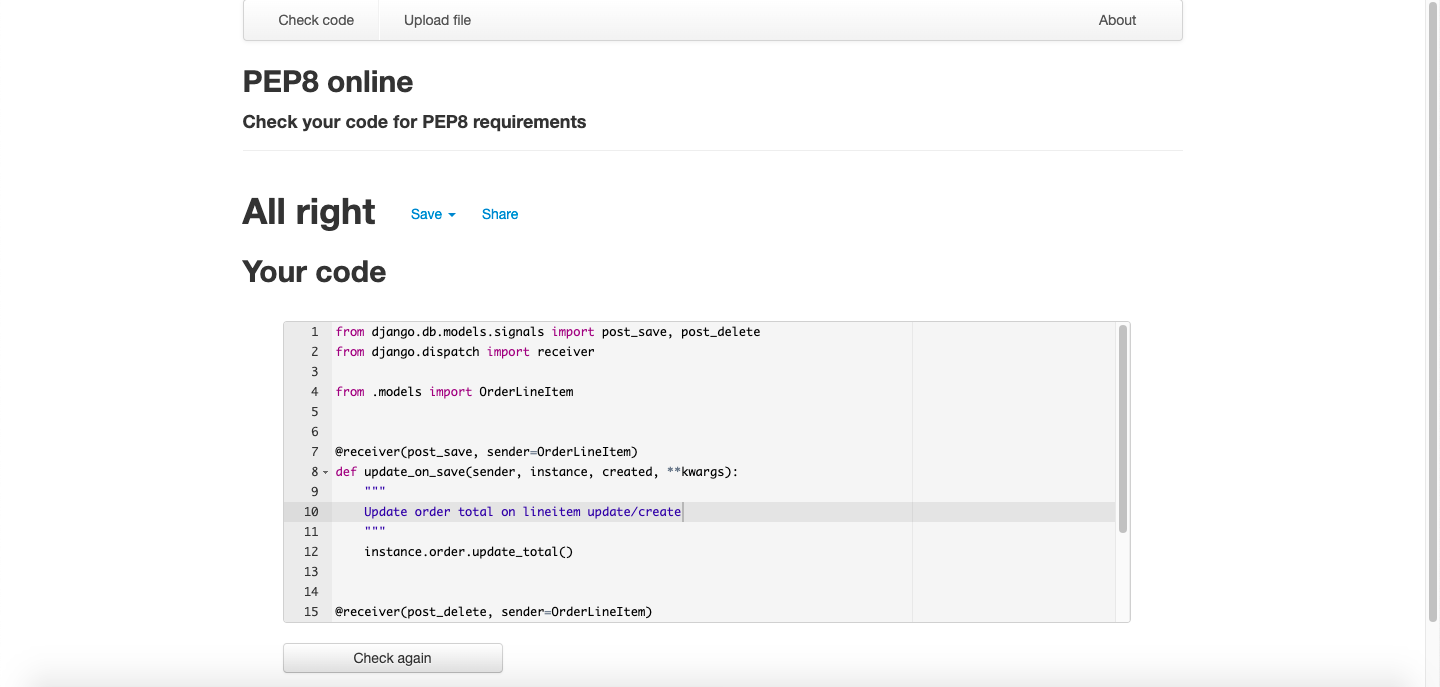 Check code Upload file About
PEP8 online
Check your code for PEP8 requirements
All right Save Share
Your code
1 from django.db.models.signals import post_save, post_delete
2 from django.dispatch import receiver
3
4 from .models import OrderLineItem
5
6
7 @receiver(post_save, sender=OrderLineItem)
8 def update_on_save(sender, instance, created, **kwargs):
9     """
10     Update order total on lineitem update/create
11     """
12     instance.order.update_total()
13
14
15 @receiver(post_delete, sender=OrderLineItem)
Check again